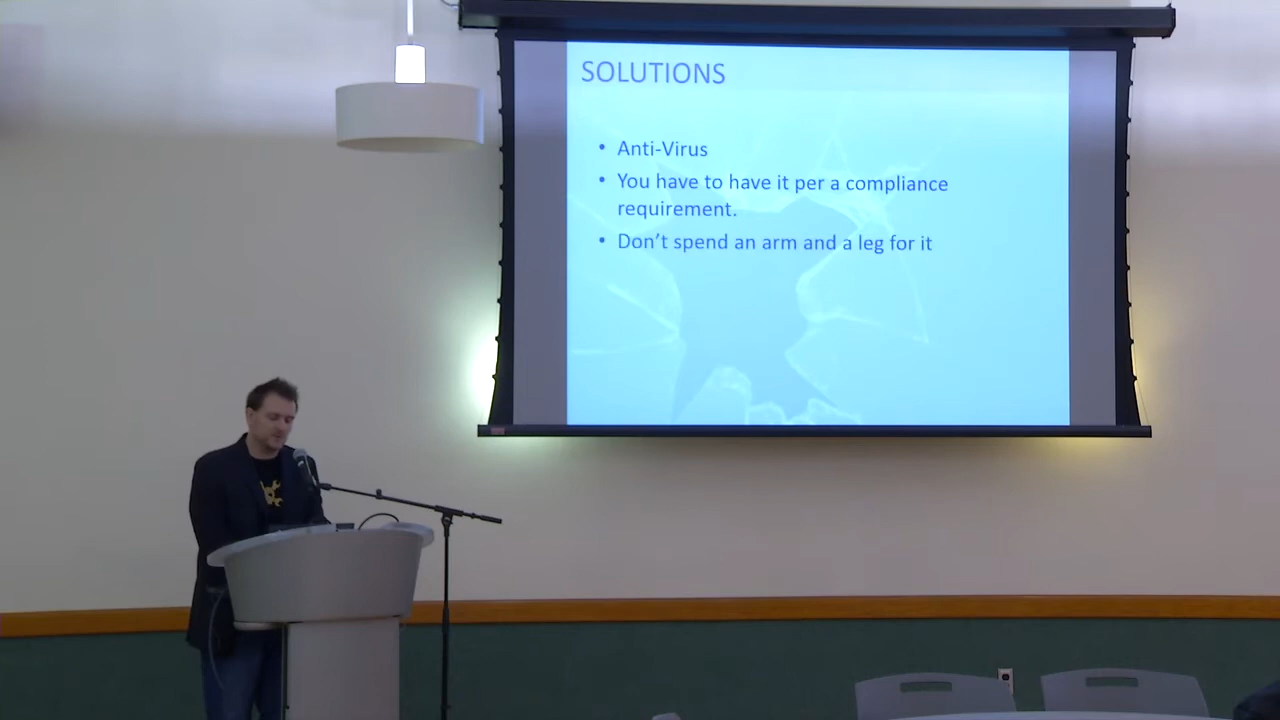 SOLUTIONS
• Anti-Virus
• You have to have it per a compliance
requirement.
• Don't spend an arm and a leg for it